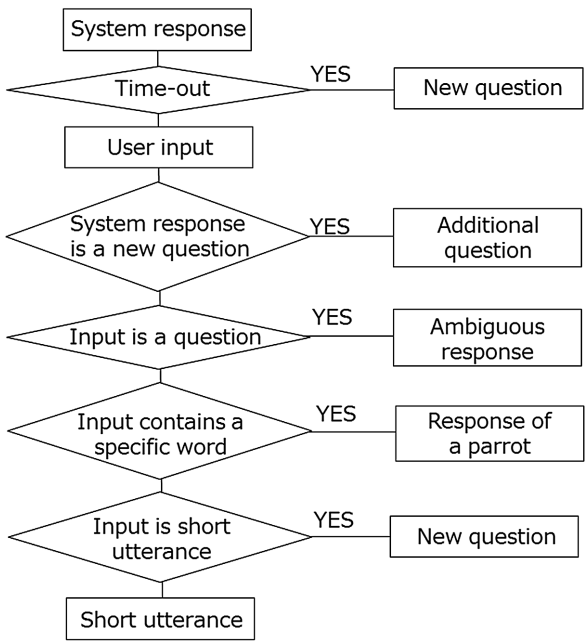 System response
Time-out
YES
New question
User input
System response
is a new question
YES
Additional
question
Input is a question
YES
Ambiguous
response
Input contains a
specific word
YES
Response of
a parrot
Input is short
utterance
YES
New question
Short utterance